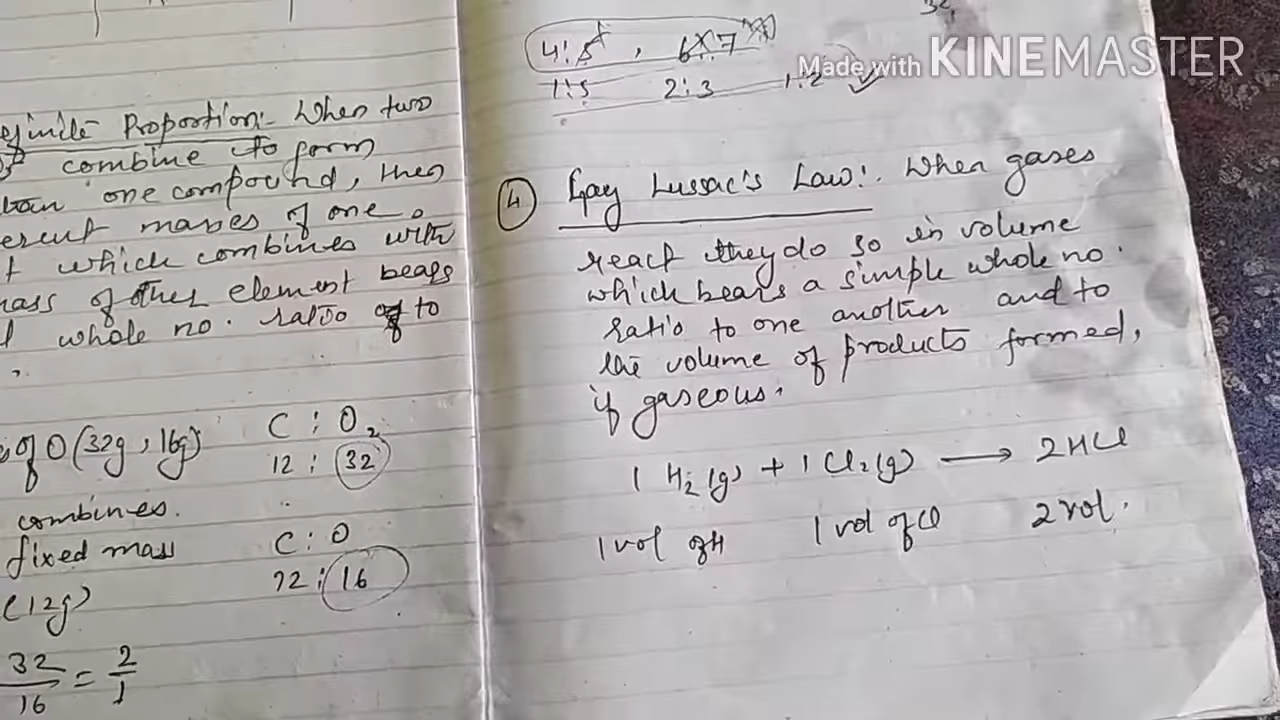 efinite Proportion:- When two
combine to form
than one compound, then
erent masses of one
t which combines with
mass of other element bears
l whole no. ratio of to
of O (32g, 16g)
C : O2
12 : 32
combines.
fixed mass
(12g)
C : O
12 : 16
32/16 = 2/1
32
4:5, 6:7
1:5 2:3 1:2 ✓
Made with KINEMASTER
4 Gay Lussac's Law:. When gases
react they do so in volume
which bears a simple whole no.
ratio to one another and to
the volume of products formed,
if gaseous.
1 H2(g) + 1 Cl2(g) → 2HCl
1 vol of H 1 vol of Cl 2 vol.